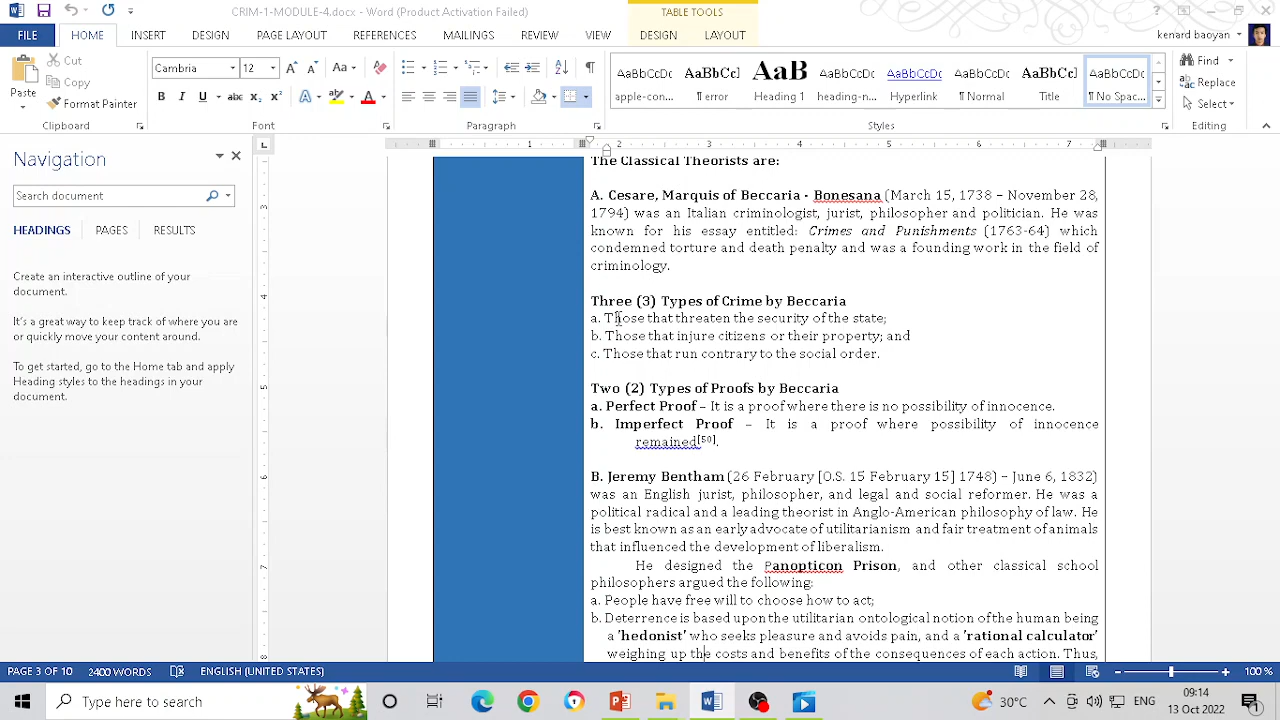 CRIM-1-MODULE-4.docx - Word (Product Activation Failed)
TABLE TOOLS
FILE HOME INSERT DESIGN PAGE LAYOUT REFERENCES MAILINGS REVIEW VIEW DESIGN LAYOUT kenard baoyan
Paste
Cut
Copy
Format Painter
Clipboard
Cambria 12
Font
Paragraph
AaBbCcDc AaBbC( AaB AaBbCcDc AaBbCcDc AaBbCcD( AaBbCcI AaBbCcDc
apple-con... ¶ error Heading 1 heading-n... Hyperlink ¶ Normal Title ¶ No Spac...
Styles
Find
Replace
Select
Editing
Navigation
Search document
HEADINGS PAGES RESULTS
Create an interactive outline of your
document.
It's a great way to keep track of where you are
or quickly move your content around.
To get started, go to the Home tab and apply
Heading styles to the headings in your
document.
The Classical Theorists are:
A. Cesare, Marquis of Beccaria - Bonesana (March 15, 1738 – November 28,
1794) was an Italian criminologist, jurist, philosopher and politician. He was
known for his essay entitled: Crimes and Punishments (1763-64) which
condemned torture and death penalty and was a founding work in the field of
criminology.
Three (3) Types of Crime by Beccaria
a. Those that threaten the security of the state;
b. Those that injure citizens or their property; and
c. Those that run contrary to the social order.
Two (2) Types of Proofs by Beccaria
a. Perfect Proof – It is a proof where there is no possibility of innocence.
b. Imperfect Proof – It is a proof where possibility of innocence
remained[50].
B. Jeremy Bentham (26 February [O.S. 15 February 15] 1748) – June 6, 1832)
was an English jurist, philosopher, and legal and social reformer. He was a
political radical and a leading theorist in Anglo-American philosophy of law. He
is best known as an early advocate of utilitarianism and fair treatment of animals
that influenced the development of liberalism.
He designed the Panopticon Prison, and other classical school
philosophers argued the following:
a. People have free will to choose how to act;
b. Deterrence is based upon the utilitarian ontological notion of the human being
a 'hedonist' who seeks pleasure and avoids pain, and a 'rational calculator'
weighing up the costs and benefits of the consequences of each action. Thus,
PAGE 3 OF 10 2400 WORDS ENGLISH (UNITED STATES) 100 %
Type here to search
30°C
ENG
09:14
13 Oct 2022